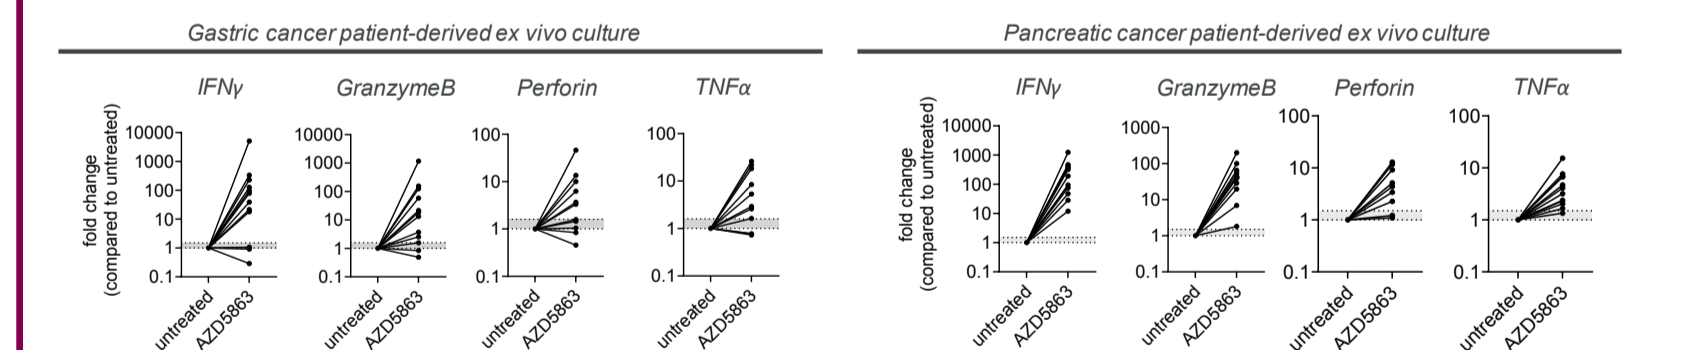 Gastric cancer patient-derived ex vivo culture
IFNγ
GranzymeB
Perforin
TNFα
fold change
(compared to untreated)
10000
1000
100
10
1
0.1
untreated
AZD5863
10000
1000
100
10
1
0.1
untreated
AZD5863
100
10
1
0.1
untreated
AZD5863
100
10
1
0.1
untreated
AZD5863
Pancreatic cancer patient-derived ex vivo culture
IFNγ
GranzymeB
Perforin
TNFα
fold change
(compared to untreated)
10000
1000
100
10
1
0.1
untreated
AZD5863
1000
100
10
1
0.1
untreated
AZD5863
100
10
1
0.1
untreated
AZD5863
100
10
1
0.1
untreated
AZD5863